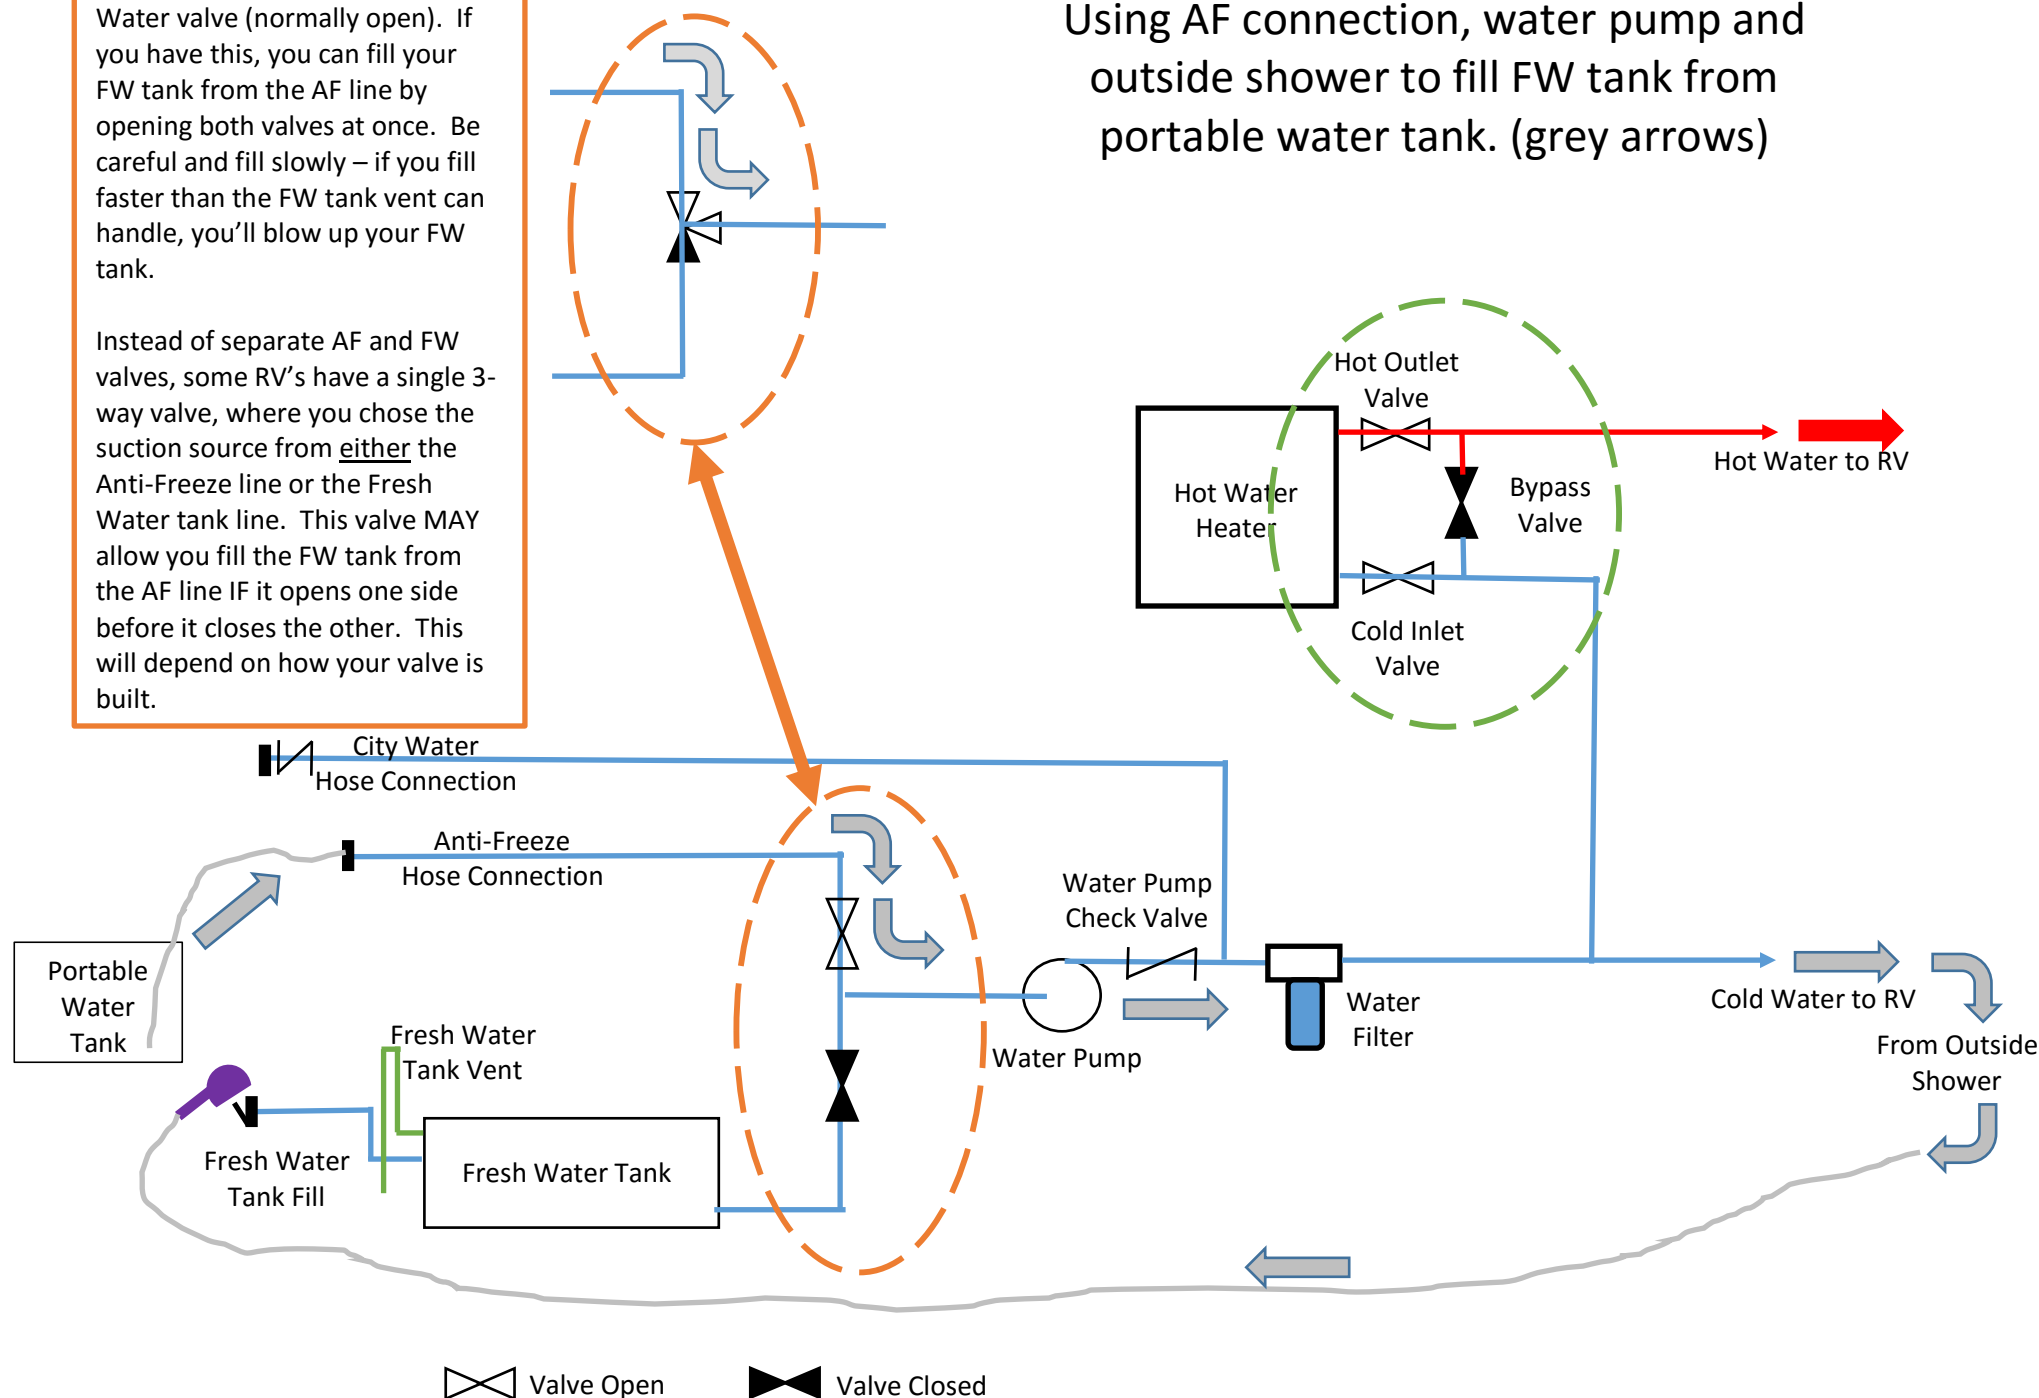 Water valve (normally open).  If
you have this, you can fill your
FW tank from the AF line by
opening both valves at once.  Be
careful and fill slowly – if you fill
faster than the FW tank vent can
handle, you’ll blow up your FW
tank.
Instead of separate AF and FW
valves, some RV’s have a single 3-
way valve, where you chose the
suction source from either the
Anti-Freeze line or the Fresh
Water tank line.  This valve MAY
allow you fill the FW tank from
the AF line IF it opens one side
before it closes the other.  This
will depend on how your valve is
built.
Using AF connection, water pump and
outside shower to fill FW tank from
portable water tank. (grey arrows)
Hot Outlet
Valve
Hot Water to RV
Hot Water
Heater
Bypass
Valve
Cold Inlet
Valve
City Water
Hose Connection
Anti-Freeze
Hose Connection
Water Pump
Check Valve
Portable
Water
Tank
Water
Filter
Cold Water to RV
Fresh Water
Tank Vent
Water Pump
From Outside
Shower
Fresh Water
Tank Fill
Fresh Water Tank
Valve Open
Valve Closed